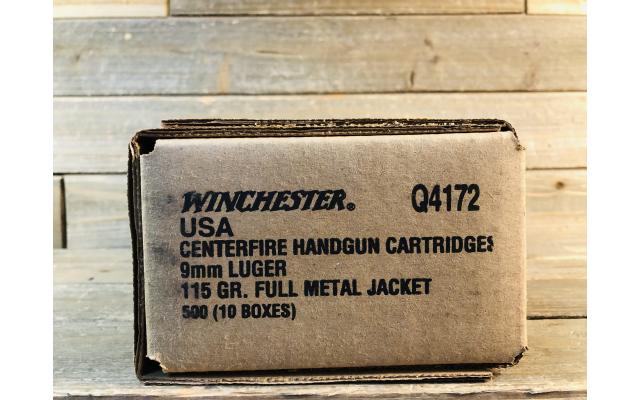 WINCHESTER® Q4172
USA
CENTERFIRE HANDGUN CARTRIDGES
9mm LUGER
115 GR. FULL METAL JACKET
500 (10 BOXES)